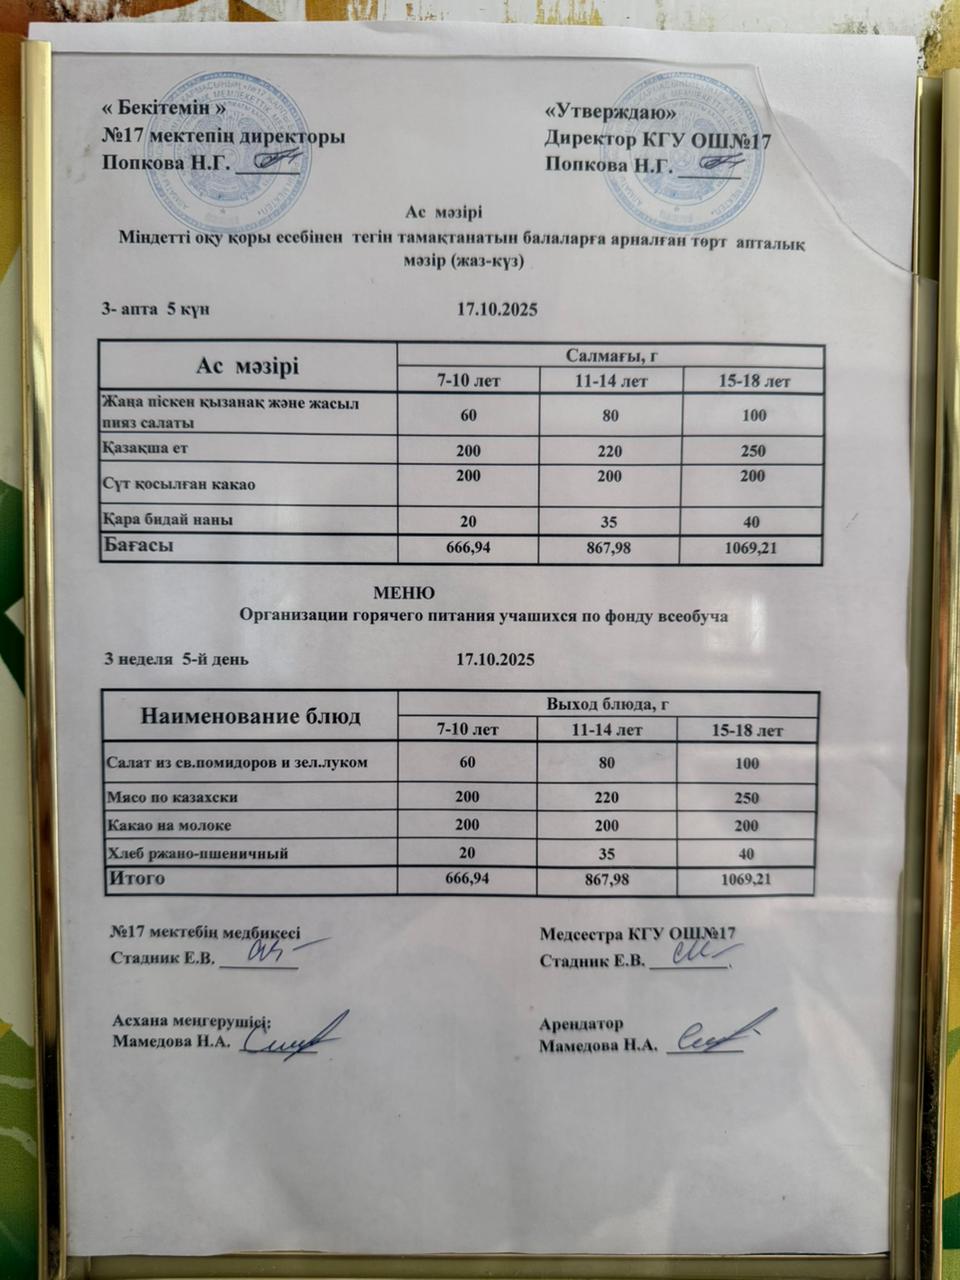 « Бекітемін »
№17 мектепің директоры
Попкова Н.Г.
«Утверждаю»
Директор КГУ ОШ№17
Попкова Н.Г.
Ас мәзірі
Міндетті оқу қоры есебінен тегін тамақтанатын балаларға арналған төрт апталық
мәзір (жаз-күз)
3- апта 5 күн 17.10.2025
Ас мәзірі
Салмағы, г
7-10 лет 11-14 лет 15-18 лет
Жаңа піскен қызанақ және жасыл
пияз салаты 60 80 100
Қазақша ет 200 220 250
Сүт қосылған какао 200 200 200
Қара бидай наны 20 35 40
Бағасы 666,94 867,98 1069,21
МЕНЮ
Организации горячего питания учашихся по фонду всеобуча
3 неделя 5-й день 17.10.2025
Наименование блюд
Выход блюда, г
7-10 лет 11-14 лет 15-18 лет
Салат из св.помидоров и зел.луком 60 80 100
Мясо по казахски 200 220 250
Какао на молоке 200 200 200
Хлеб ржано-пшеничный 20 35 40
Итого 666,94 867,98 1069,21
№17 мектебің медбикесі
Стадник Е.В.
Медсестра КГУ ОШ№17
Стадник Е.В.
Асхана меңгерушісі:
Мамедова Н.А.
Арендатор
Мамедова Н.А.